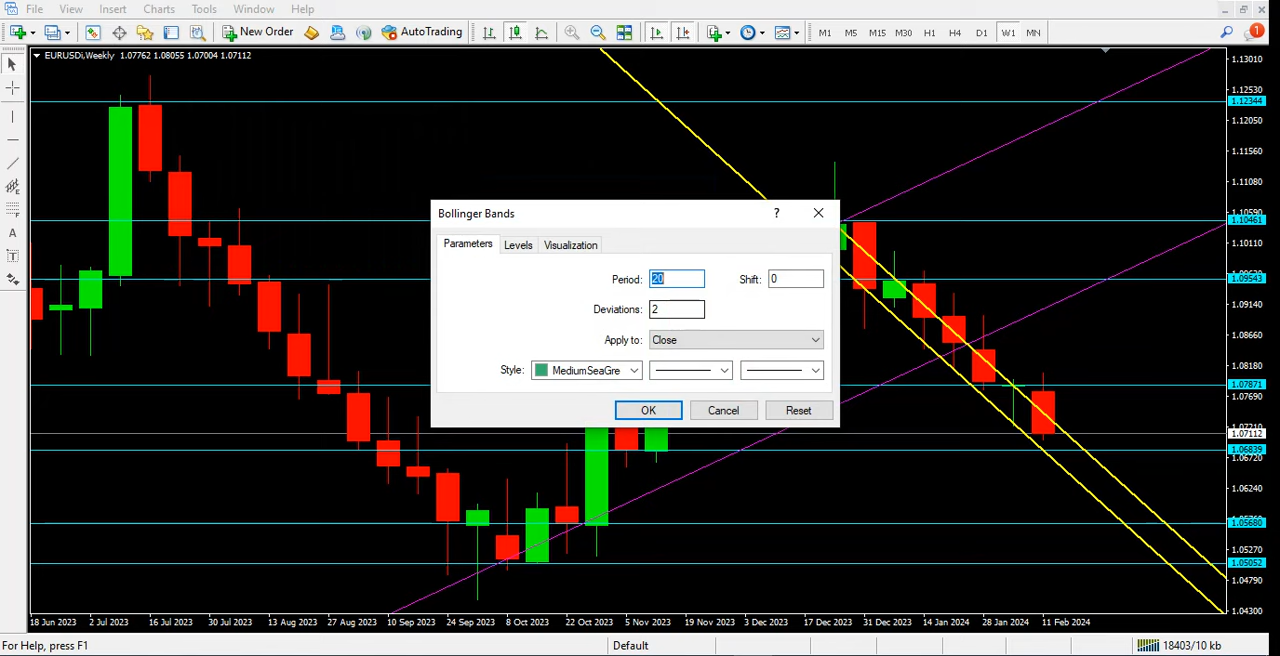 File View Insert Charts Tools Window Help
New Order AutoTrading M1 M5 M15 M30 H1 H4 D1 W1 MN 1
EURUSDi,Weekly 1.07762 1.08055 1.07004 1.07112
1.13010
1.12530
1.12344
1.12050
1.11560
1.11080
1.10590
1.10461
1.10110
1.09543
1.09140
1.08660
1.08180
1.07871
1.07690
1.07112
1.06839
1.06720
1.06240
1.05680
1.05270
1.05052
1.04790
1.04300
Bollinger Bands ?
Parameters Levels Visualization
Period: 20 Shift: 0
Deviations: 2
Apply to: Close
Style: MediumSeaGre
OK Cancel Reset
18 Jun 2023 2 Jul 2023 16 Jul 2023 30 Jul 2023 13 Aug 2023 27 Aug 2023 10 Sep 2023 24 Sep 2023 8 Oct 2023 22 Oct 2023 5 Nov 2023 19 Nov 2023 3 Dec 2023 17 Dec 2023 31 Dec 2023 14 Jan 2024 28 Jan 2024 11 Feb 2024
For Help, press F1 Default 18403/10 kb